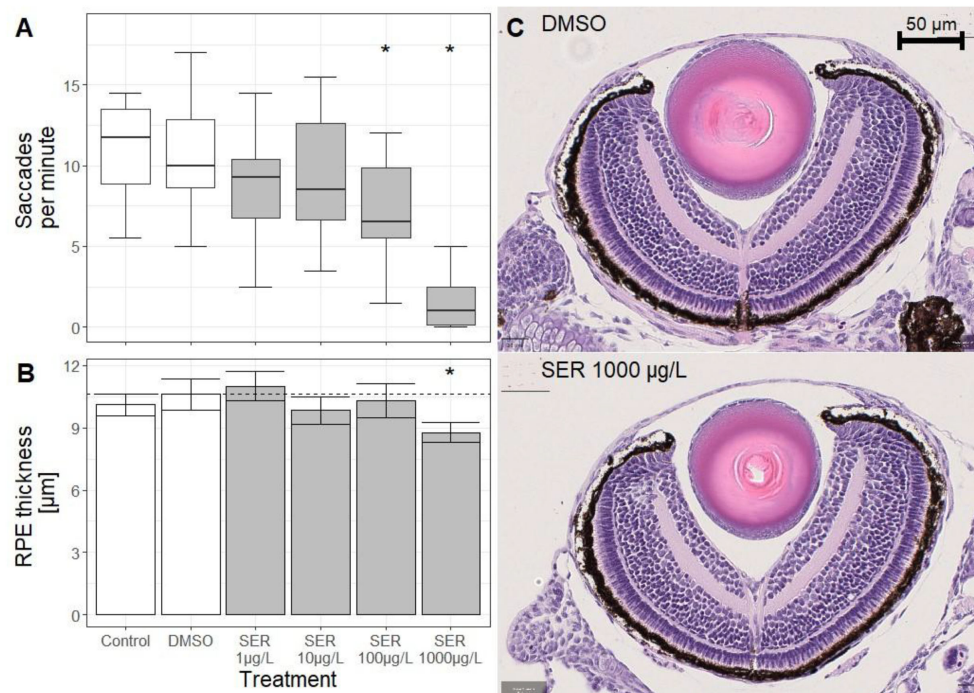 A
Saccades
per minute
15
10
5
0
*
*
B
RPE thickness
[µm]
12
9
6
3
0
*
Control
DMSO
SER
1µg/L
SER
10µg/L
SER
100µg/L
SER
1000µg/L
Treatment
C
DMSO
50 µm
SER 1000 µg/L